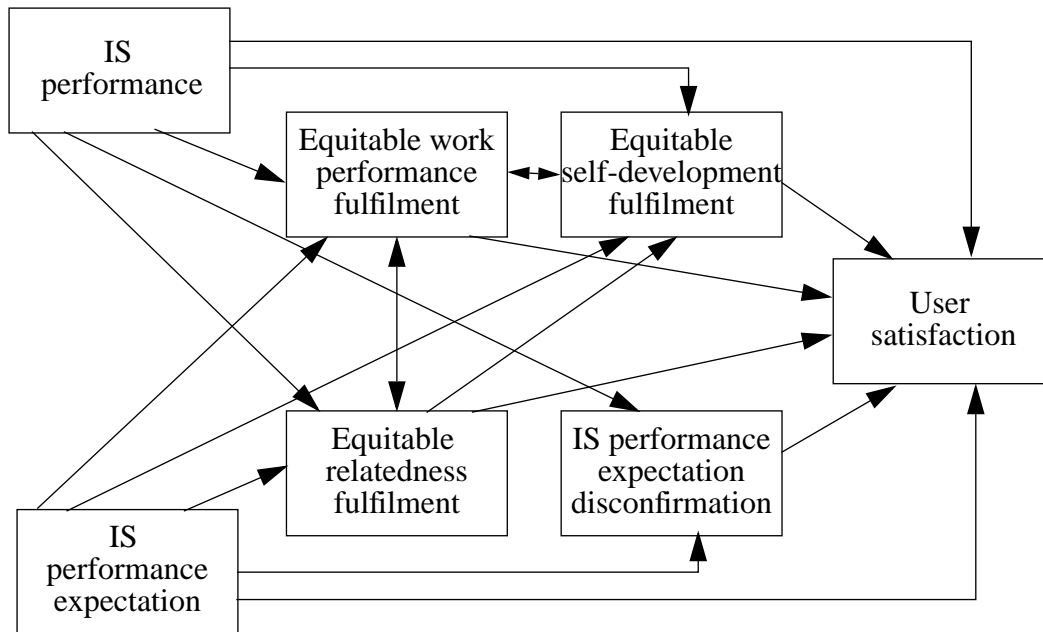 IS
performance
Equitable work
performance
fulfilment
Equitable
self-development
fulfilment
User
satisfaction
Equitable
relatedness
fulfilment
IS performance
expectation
disconfirmation
IS
performance
expectation